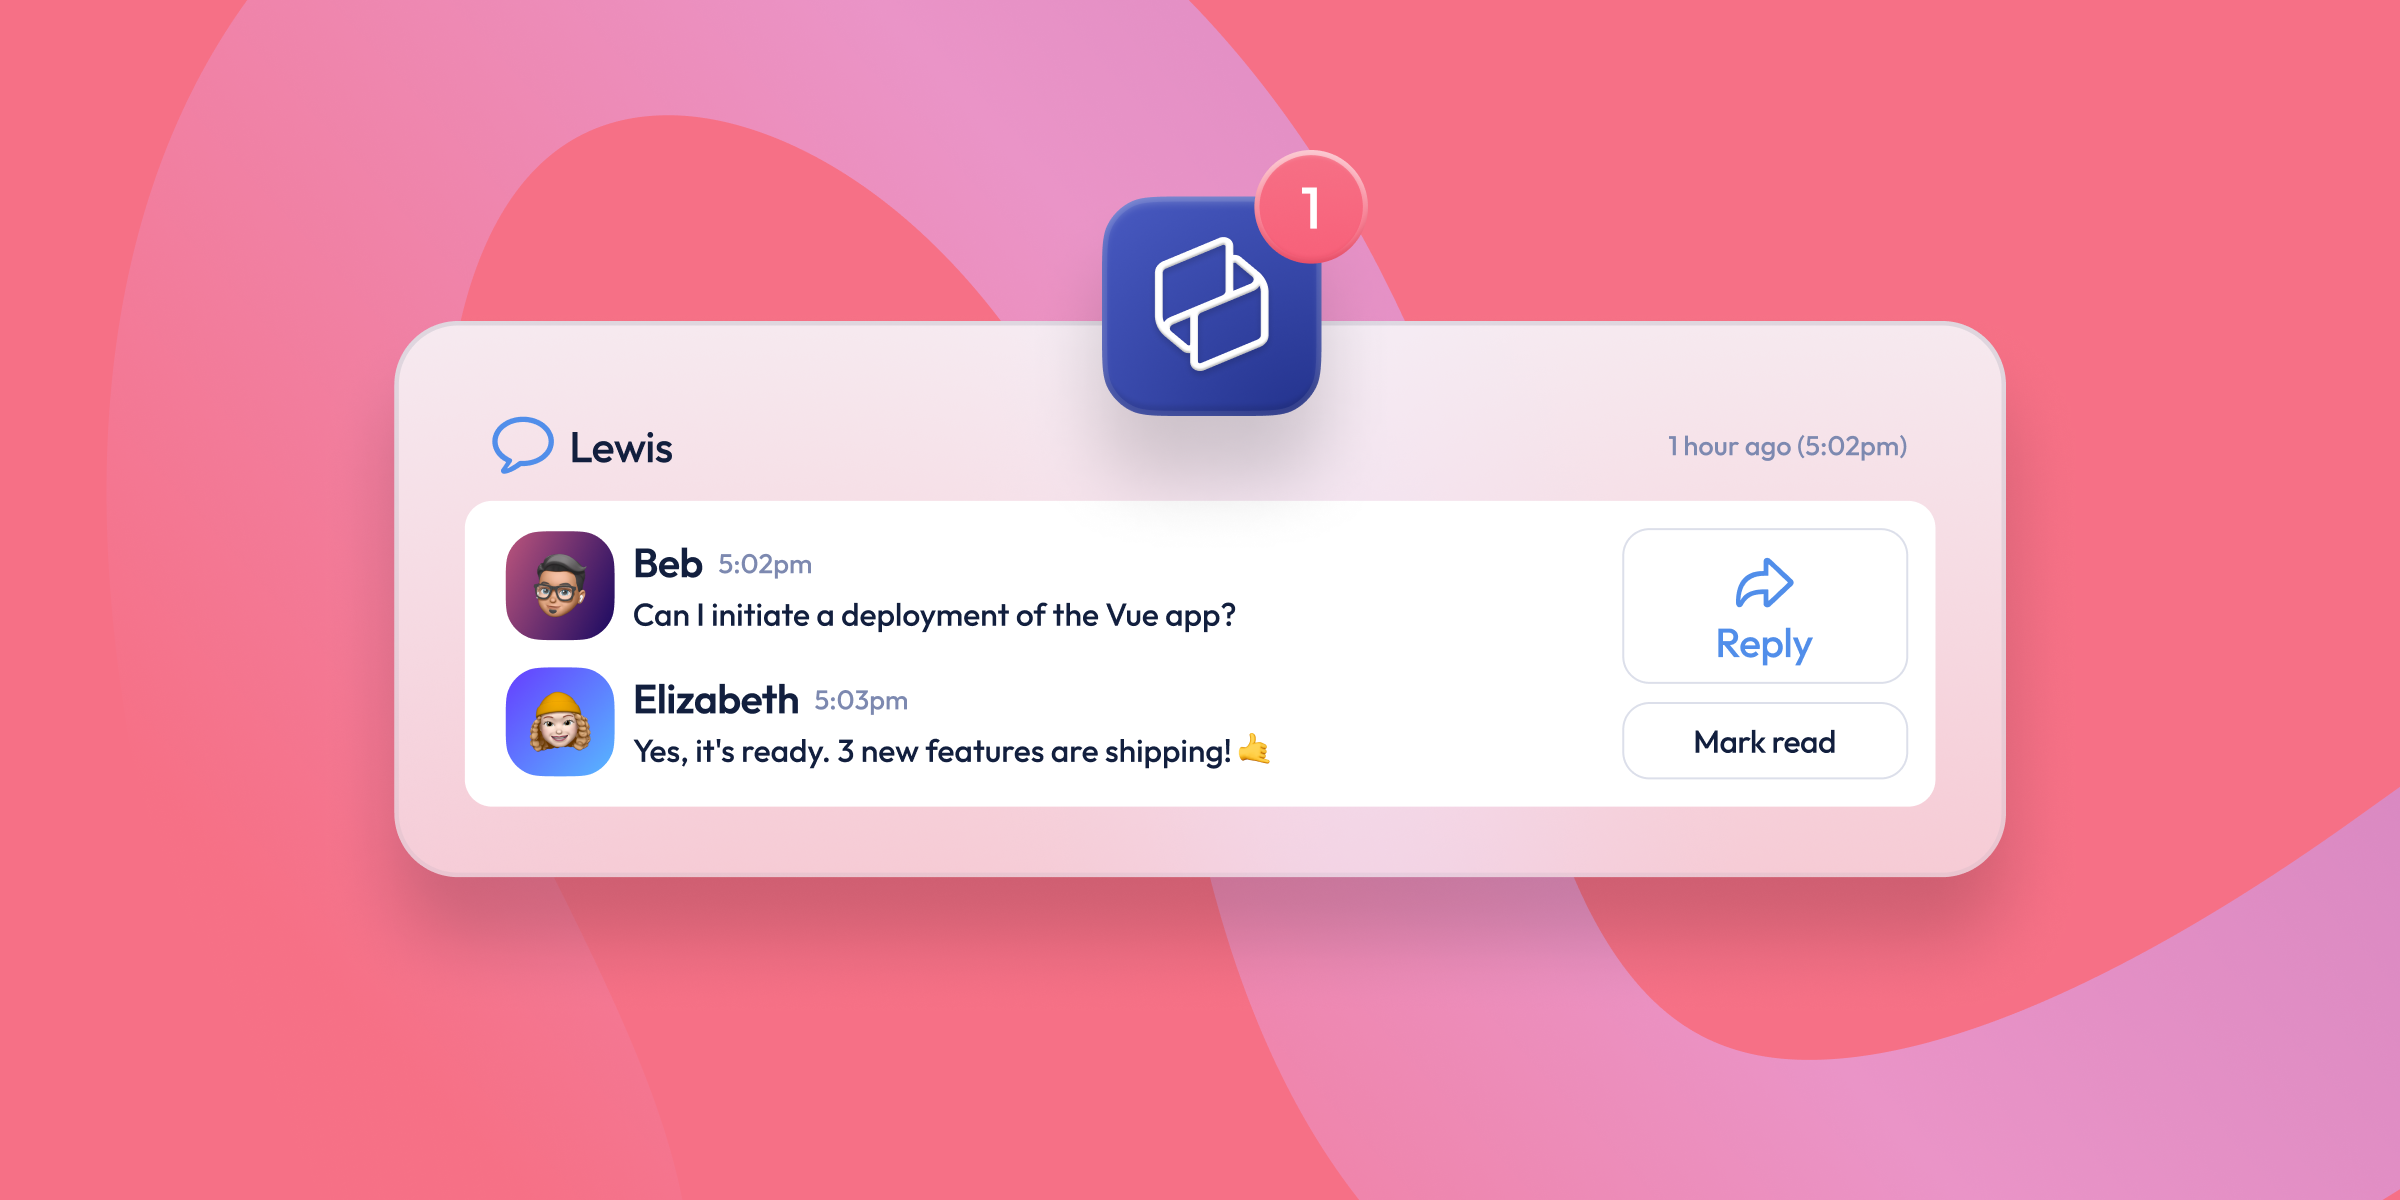 1
Lewis
1 hour ago (5:02pm)
Beb 5:02pm
Can I initiate a deployment of the Vue app?
Reply
Elizabeth 5:03pm
Yes, it's ready. 3 new features are shipping! 🤙
Mark read